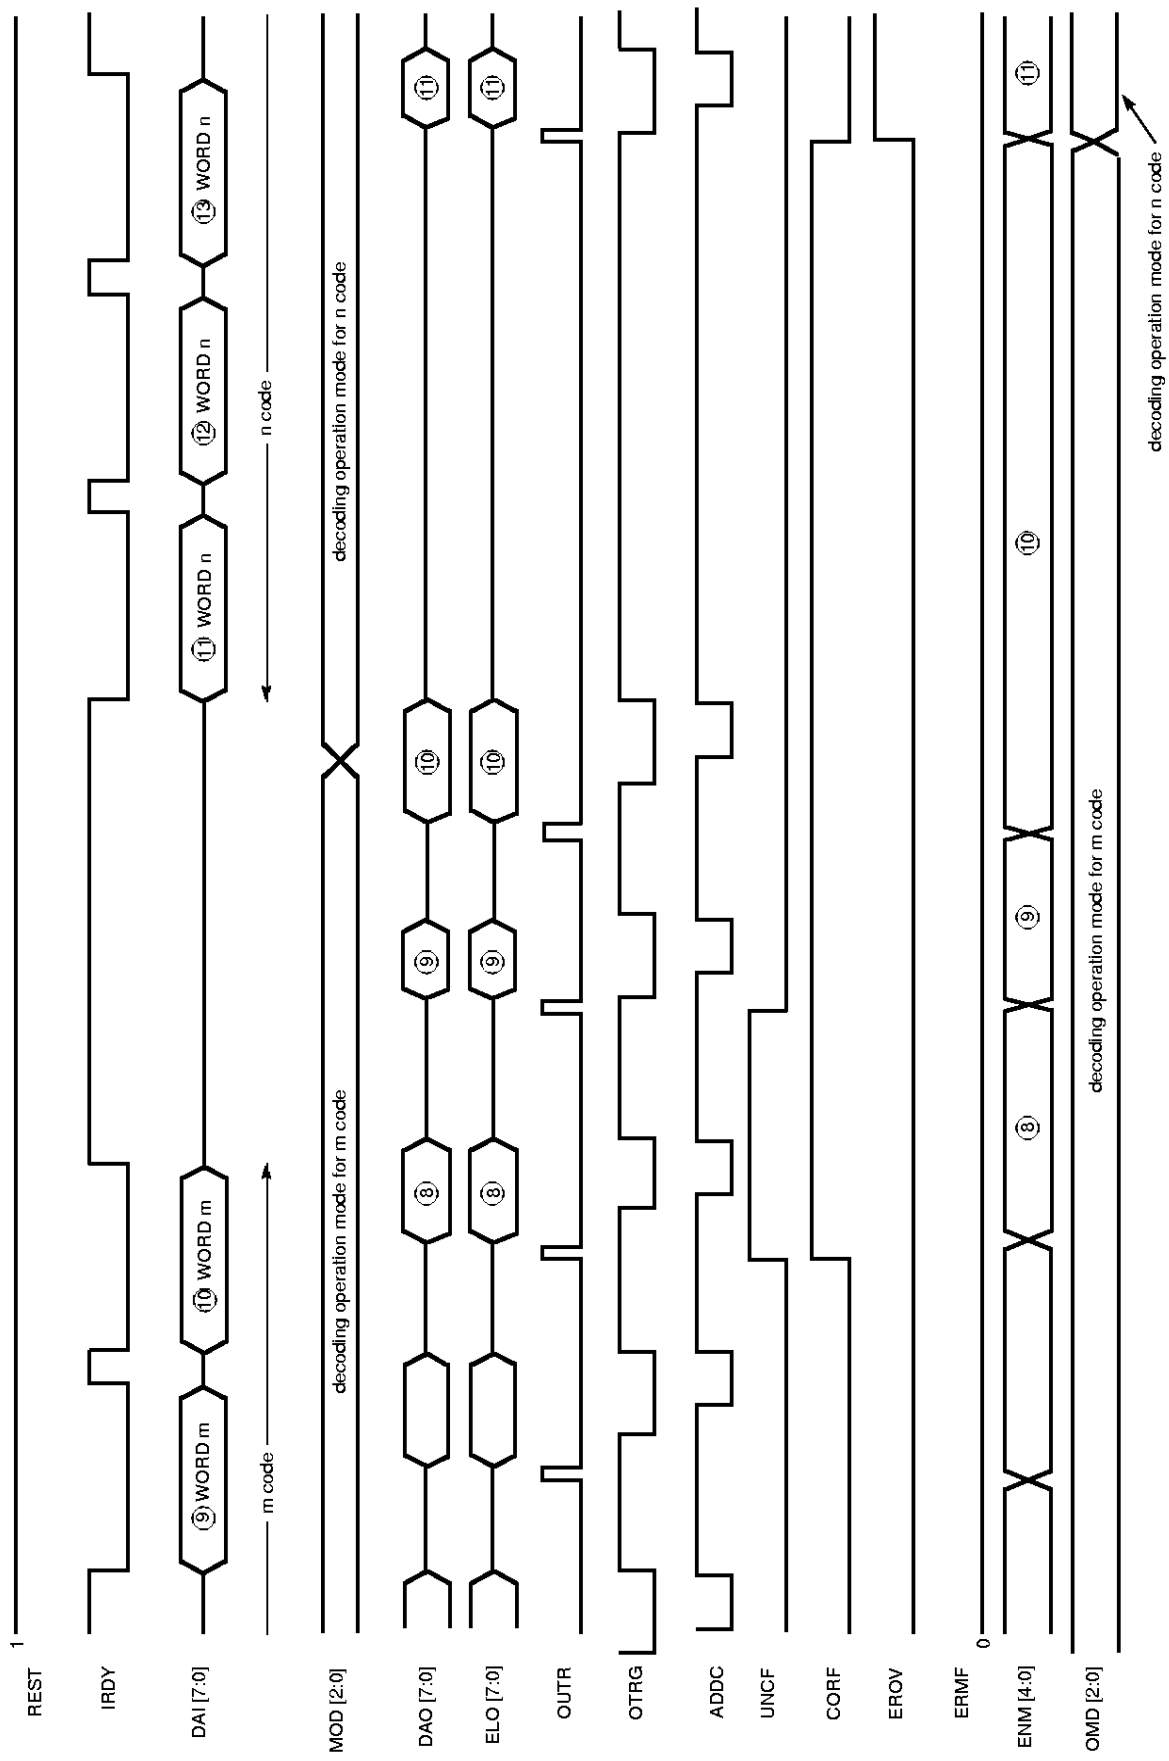 REST
1
IRDY
DAI [7:0]
⑨ WORD m
⑩ WORD m
⑪ WORD n
⑫ WORD n
⑬ WORD n
m code
n code
MOD [2:0]
decoding operation mode for m code
decoding operation mode for n code
DAO [7:0]
⑧
⑨
⑩
⑪
ELO [7:0]
⑧
⑨
⑩
⑪
OUTR
OTRG
ADDC
UNCF
CORF
EROV
ERMF
0
ENM [4:0]
⑧
⑨
⑩
⑪
OMD [2:0]
decoding operation mode for m code
decoding operation mode for n code